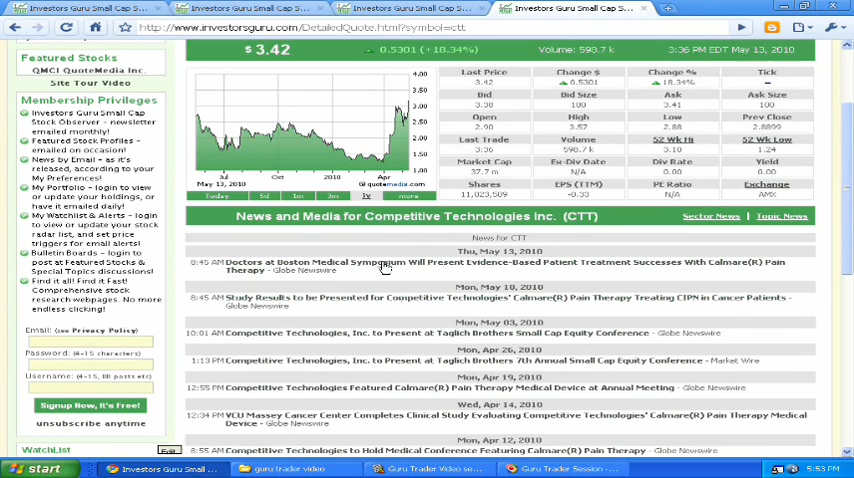 Investors Guru Small Cap S...
Investors Guru Small Cap S...
Investors Guru Small Cap S...
Investors Guru Small Cap S...
http://www.investorsguru.com/DetailedQuote.html?symbol=ctt
Featured Stocks
QMCI QuoteMedia Inc.
Site Tour Video
Membership Privileges
Investors Guru Small Cap
Stock Observer - newsletter
emailed monthly!
Featured Stock Profiles -
emailed on occasion!
News by Email - as it's
released, according to your
My Preferences!
My Portfolio - login to view
or update your holdings, or
have it emailed daily!
My Watchlist & Alerts - login
to view or update your stock
radar list, and set price
triggers for email alerts!
Bulletin Boards - login to
post at Featured Stocks &
Special Topics discussions!
Find it all! Find it Fast!
Comprehensive stock
research webpages. No more
endless clicking!
Email: (see Privacy Policy)
Password: (4-15 characters)
Username: (4-15, BB posts etc)
Signup Now, It's Free!
unsubscribe anytime
WatchList
Edit
$ 3.42
0.5301 (+18.34%)
Volume: 598.7 k
3:36 PM EDT May 13, 2010
4.00
3.50
3.00
2.50
2.00
1.50
1.00
Jul
Oct
2010
Apr
May 13, 2010
© quotemedia.com
Today
5d
1m
3m
1y
more
Last Price
Change $
Change %
Tick
3.42
0.5301
18.34%
Bid
Bid Size
Ask
Ask Size
3.38
100
3.41
100
Open
High
Low
Prev Close
2.90
3.57
2.88
2.8899
Last Trade
Volume
52 Wk Hi
52 Wk Low
3:36
598.7 k
3.10
1.24
Market Cap
Ex-Div Date
Div Rate
Yield
37.7 m
N/A
0.00
0.00
Shares
EPS (TTM)
PE Ratio
Exchange
11,023,509
-0.33
N/A
AMX
News and Media for Competitive Technologies Inc. (CTT)
Sector News | Topic News
News for CTT
Thu, May 13, 2010
8:45 AM Doctors at Boston Medical Symposium Will Present Evidence-Based Patient Treatment Successes With Calmare(R) Pain
Therapy - Globe Newswire
Mon, May 10, 2010
8:45 AM Study Results to be Presented for Competitive Technologies' Calmare(R) Pain Therapy Treating CIPN in Cancer Patients -
Globe Newswire
Mon, May 03, 2010
10:01 AM Competitive Technologies, Inc. to Present at Taglich Brothers Small Cap Equity Conference - Globe Newswire
Mon, Apr 26, 2010
1:13 PM Competitive Technologies, Inc. to Present at Taglich Brothers 7th Annual Small Cap Equity Conference - Market Wire
Mon, Apr 19, 2010
12:55 PM Competitive Technologies Featured Calmare(R) Pain Therapy Medical Device at Annual Meeting - Globe Newswire
Wed, Apr 14, 2010
12:34 PM VCU Massey Cancer Center Completes Clinical Study Evaluating Competitive Technologies' Calmare(R) Pain Therapy Medical
Device - Globe Newswire
Mon, Apr 12, 2010
8:55 AM Competitive Technologies to Hold Medical Conference Featuring Calmare(R) Pain Therapy - Globe Newswire
start
Investors Guru Small ...
guru trader video
Guru Trader Video se...
Guru Trader Session -...
5:53 PM